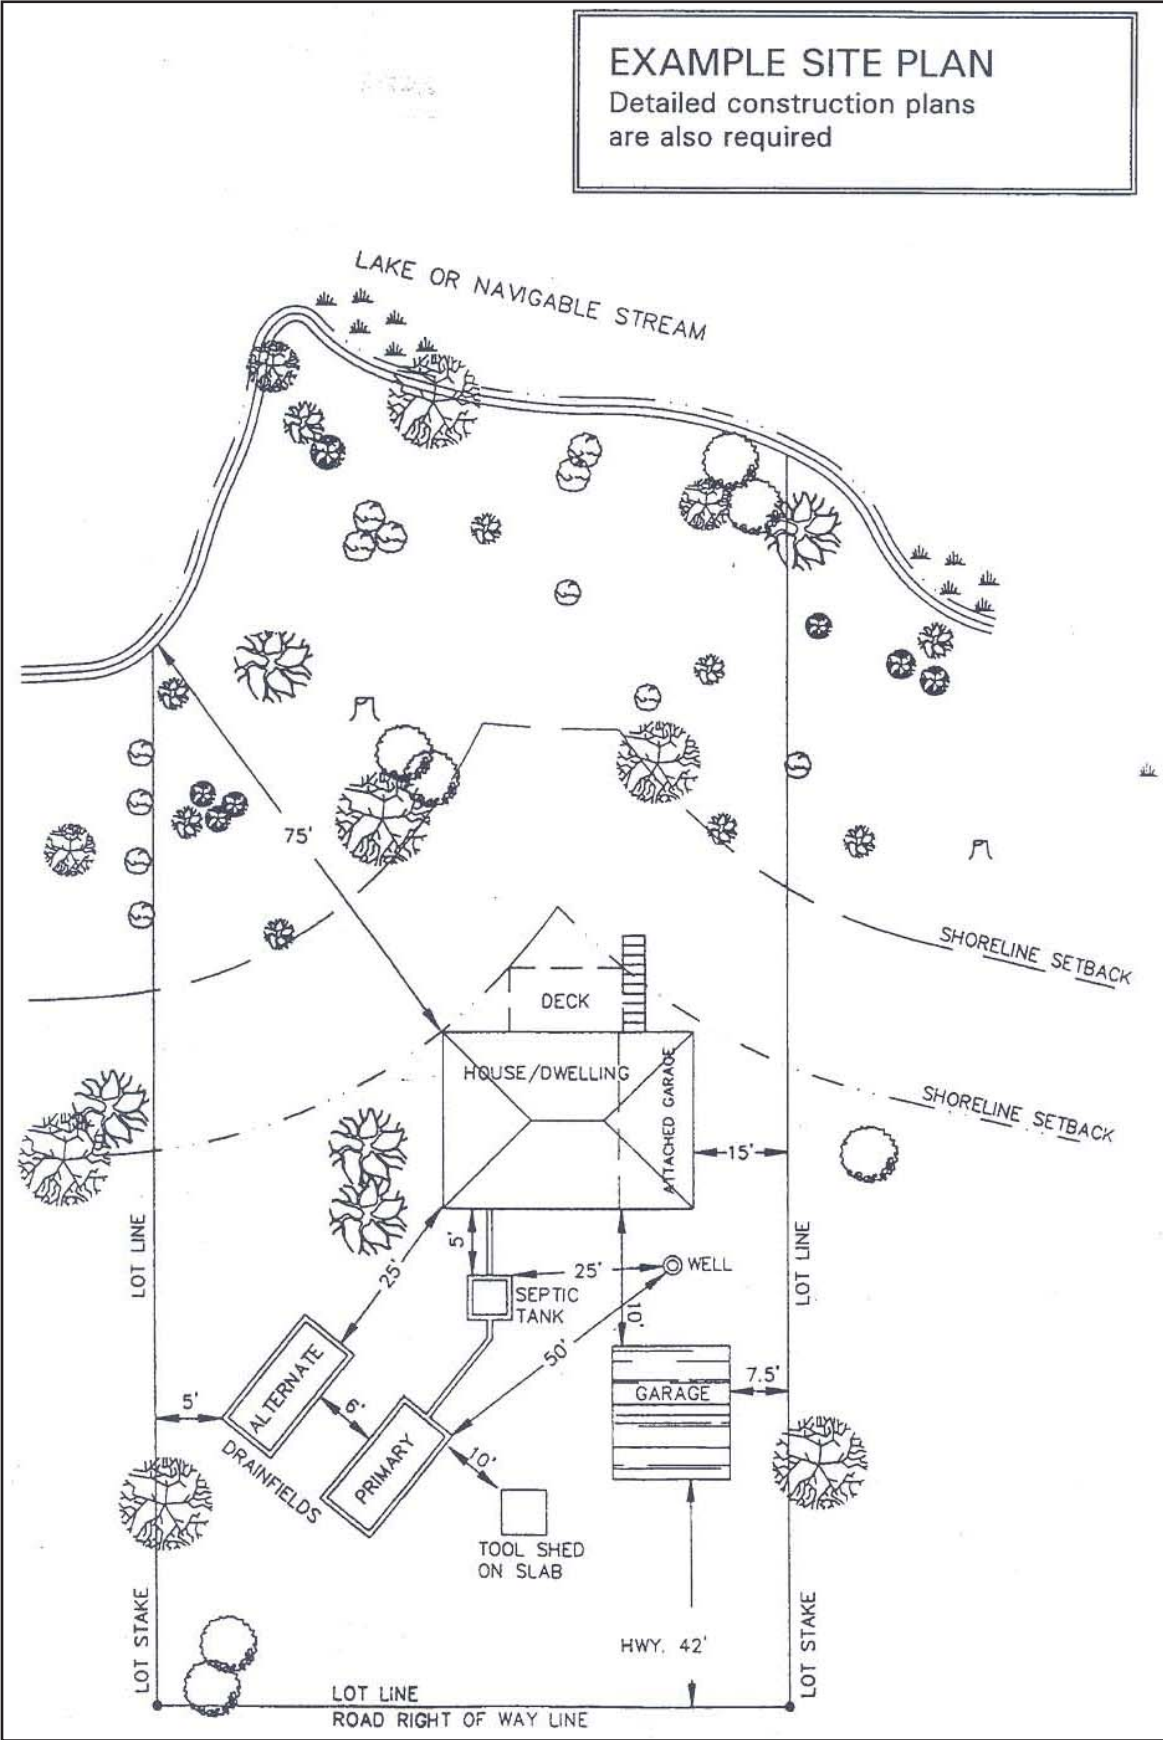 EXAMPLE SITE PLAN
Detailed construction plans
are also required
LAKE OR NAVIGABLE STREAM
75'
SHORELINE SETBACK
DECK
HOUSE/DWELLING
ATTACHED GARAGE
SHORELINE SETBACK
15'
LOT LINE
LOT LINE
5'
25'
25'
WELL
SEPTIC
TANK
10'
50'
ALTERNATE
5'
6'
GARAGE
7.5'
DRAINFIELDS
PRIMARY
10'
TOOL SHED
ON SLAB
LOT STAKE
HWY. 42'
LOT STAKE
LOT LINE
ROAD RIGHT OF WAY LINE